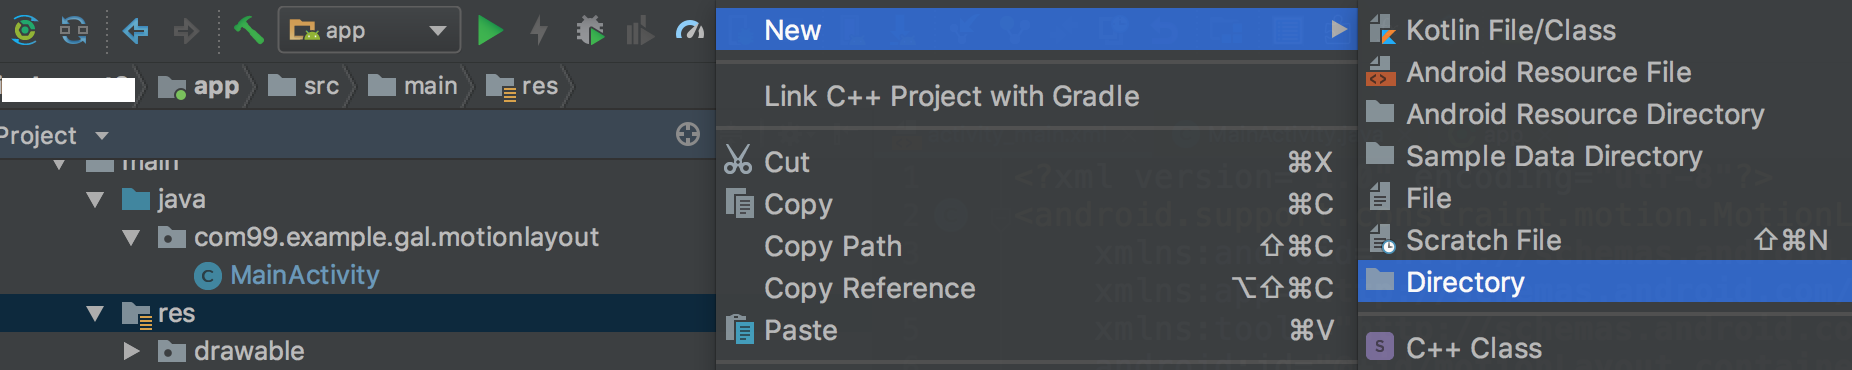 app
app
src
main
res
Project
main
java
com99.example.gal.motionlayout
C MainActivity
res
drawable
New
Link C++ Project with Gradle
Cut ⌘X
Copy ⌘C
Copy Path ⇧⌘C
Copy Reference ⌥⇧⌘C
Paste ⌘V
Kotlin File/Class
Android Resource File
Android Resource Directory
Sample Data Directory
File
Scratch File ⇧⌘N
Directory
S C++ Class